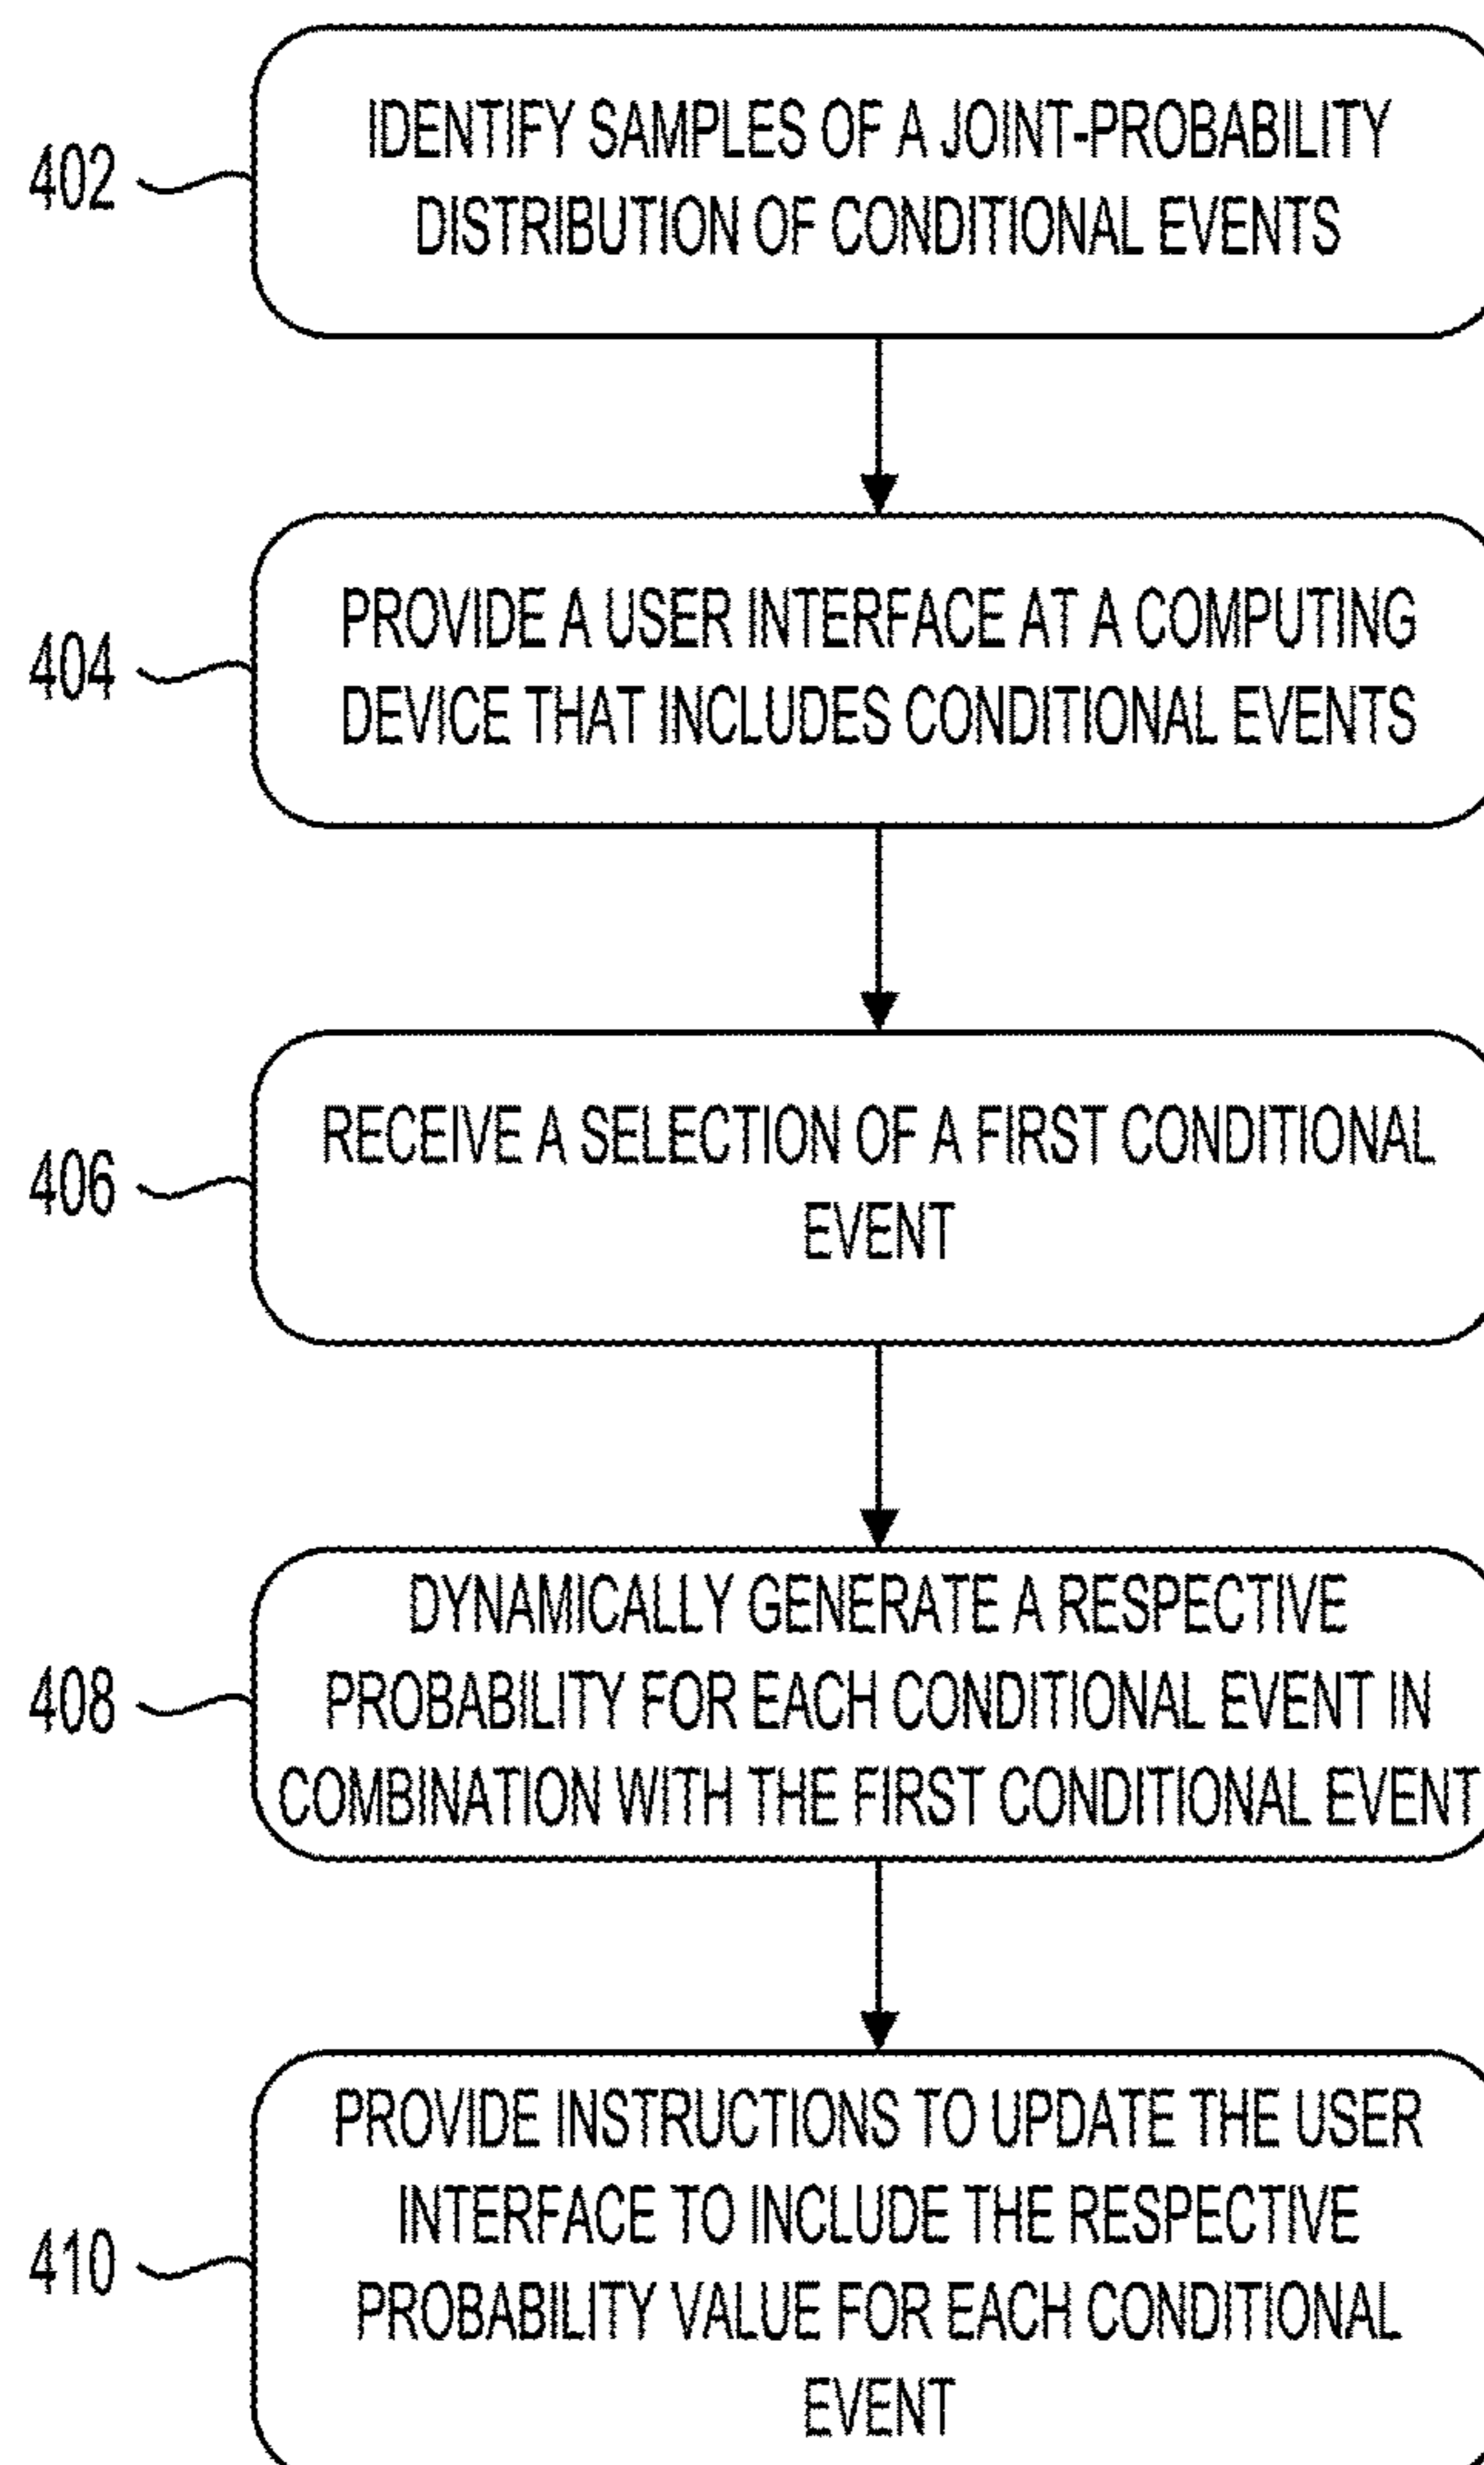 402
IDENTIFY SAMPLES OF A JOINT-PROBABILITY
DISTRIBUTION OF CONDITIONAL EVENTS
404
PROVIDE A USER INTERFACE AT A COMPUTING
DEVICE THAT INCLUDES CONDITIONAL EVENTS
406
RECEIVE A SELECTION OF A FIRST CONDITIONAL
EVENT
408
DYNAMICALLY GENERATE A RESPECTIVE
PROBABILITY FOR EACH CONDITIONAL EVENT IN
COMBINATION WITH THE FIRST CONDITIONAL EVENT
410
PROVIDE INSTRUCTIONS TO UPDATE THE USER
INTERFACE TO INCLUDE THE RESPECTIVE
PROBABILITY VALUE FOR EACH CONDITIONAL
EVENT